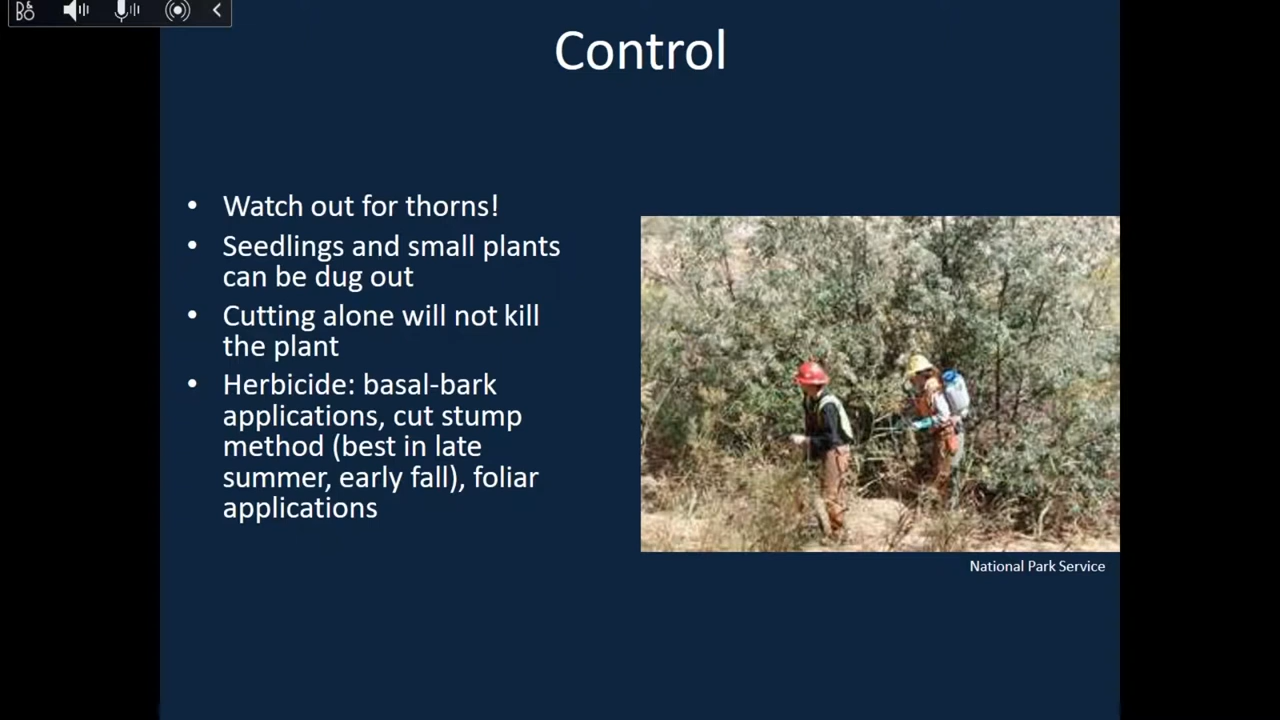 B&O
Control
• Watch out for thorns!
• Seedlings and small plants
can be dug out
• Cutting alone will not kill
the plant
• Herbicide: basal-bark
applications, cut stump
method (best in late
summer, early fall), foliar
applications
National Park Service